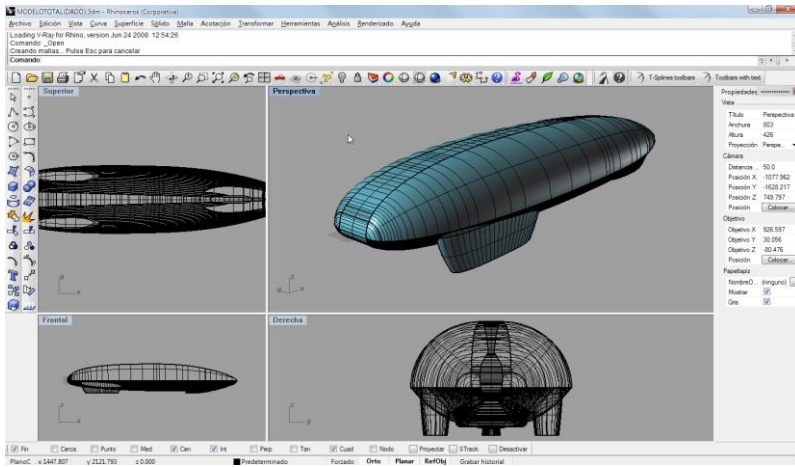 MODELOTOTAL(DADO).3dm - Rhinoceros (Corporativa)
Archivo Edición Vista Curva Superficie Sólido Malla Acotación Transformar Herramientas Análisis Renderizado Ayuda
Loading V-Ray for Rhino, version Jun 24 2008 12:54:26
Comando: _Open
Creando mallas... Pulse Esc para cancelar
Comando
T-Splines toolbars Toolbars with text
Superior
Perspectiva
Propiedades
Vista
Título Perspectiva
Anchura 803
Altura 426
Proyección Perspe...
Cámara
Distancia ... 50.0
Posición X -1077.962
Posición Y -1628.217
Posición Z 749.797
Posición Colocar...
Objetivo
Objetivo X 926.597
Objetivo Y 30.056
Objetivo Z -80.476
Posición Colocar...
Papeltapiz
NombreD... (ninguno)
Mostrar
Gris
y
x
z
y x
Frontal
Derecha
z
x
z
y
Fin Cerca Punto Med Cen Int Perp Tan Cuad Nodo Proyectar STrack Desactivar
PlanoC x 1447.807 y 2121.793 z 0.000 Predeterminado Forzado Orto Planar RefObj Grabar historial